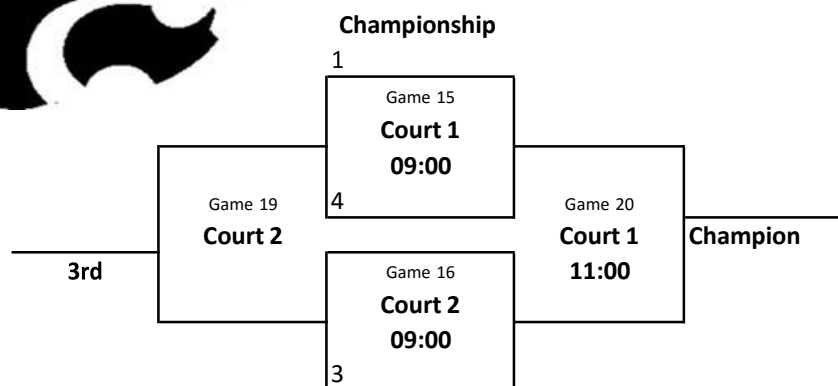 Championship
1
Game 15
Court 1
09:00
4
Game 19
Court 2
Game 20
Court 1
11:00
Champion
3rd
Game 16
Court 2
09:00
3